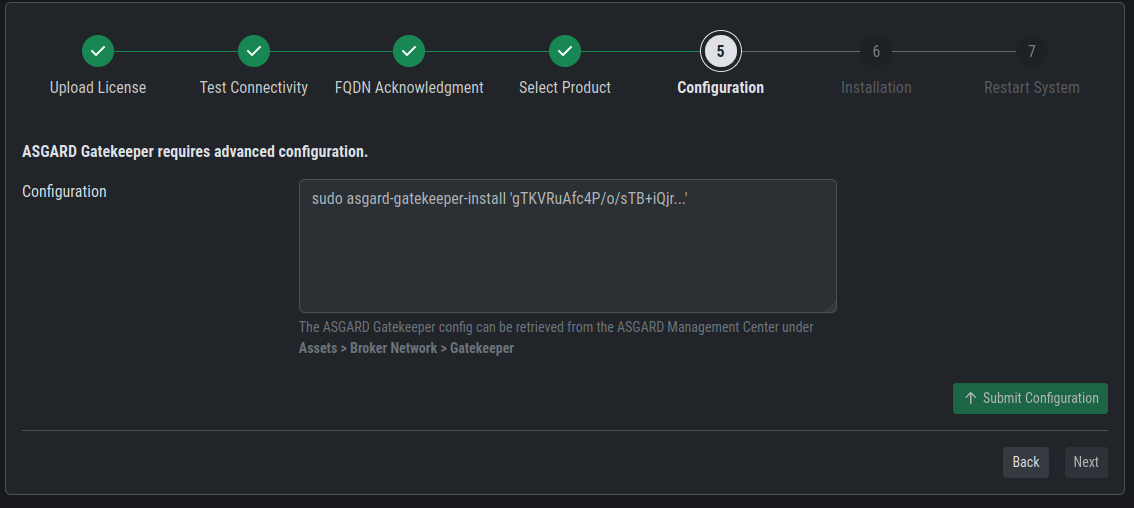 5 6 7
Upload License Test Connectivity FQDN Acknowledgment Select Product Configuration Installation Restart System
ASGARD Gatekeeper requires advanced configuration.
Configuration
sudo asgard-gatekeeper-install 'gTKVRuAfc4P/o/sTB+iQjr...'
The ASGARD Gatekeeper config can be retrieved from the ASGARD Management Center under
Assets > Broker Network > Gatekeeper
Submit Configuration
Back Next